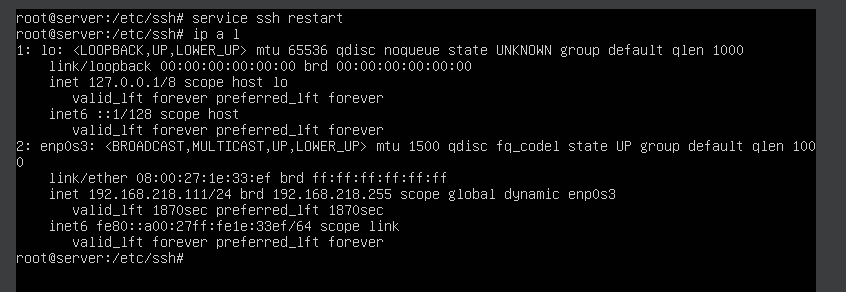 root@server:/etc/ssh# service ssh restart
root@server:/etc/ssh# ip a l
1: lo: <LOOPBACK,UP,LOWER_UP> mtu 65536 qdisc noqueue state UNKNOWN group default qlen 1000
    link/loopback 00:00:00:00:00:00 brd 00:00:00:00:00:00
    inet 127.0.0.1/8 scope host lo
       valid_lft forever preferred_lft forever
    inet6 ::1/128 scope host
       valid_lft forever preferred_lft forever
2: enp0s3: <BROADCAST,MULTICAST,UP,LOWER_UP> mtu 1500 qdisc fq_codel state UP group default qlen 100
0
    link/ether 08:00:27:1e:33:ef brd ff:ff:ff:ff:ff:ff
    inet 192.168.218.111/24 brd 192.168.218.255 scope global dynamic enp0s3
       valid_lft 1870sec preferred_lft 1870sec
    inet6 fe80::a00:27ff:fe1e:33ef/64 scope link
       valid_lft forever preferred_lft forever
root@server:/etc/ssh#